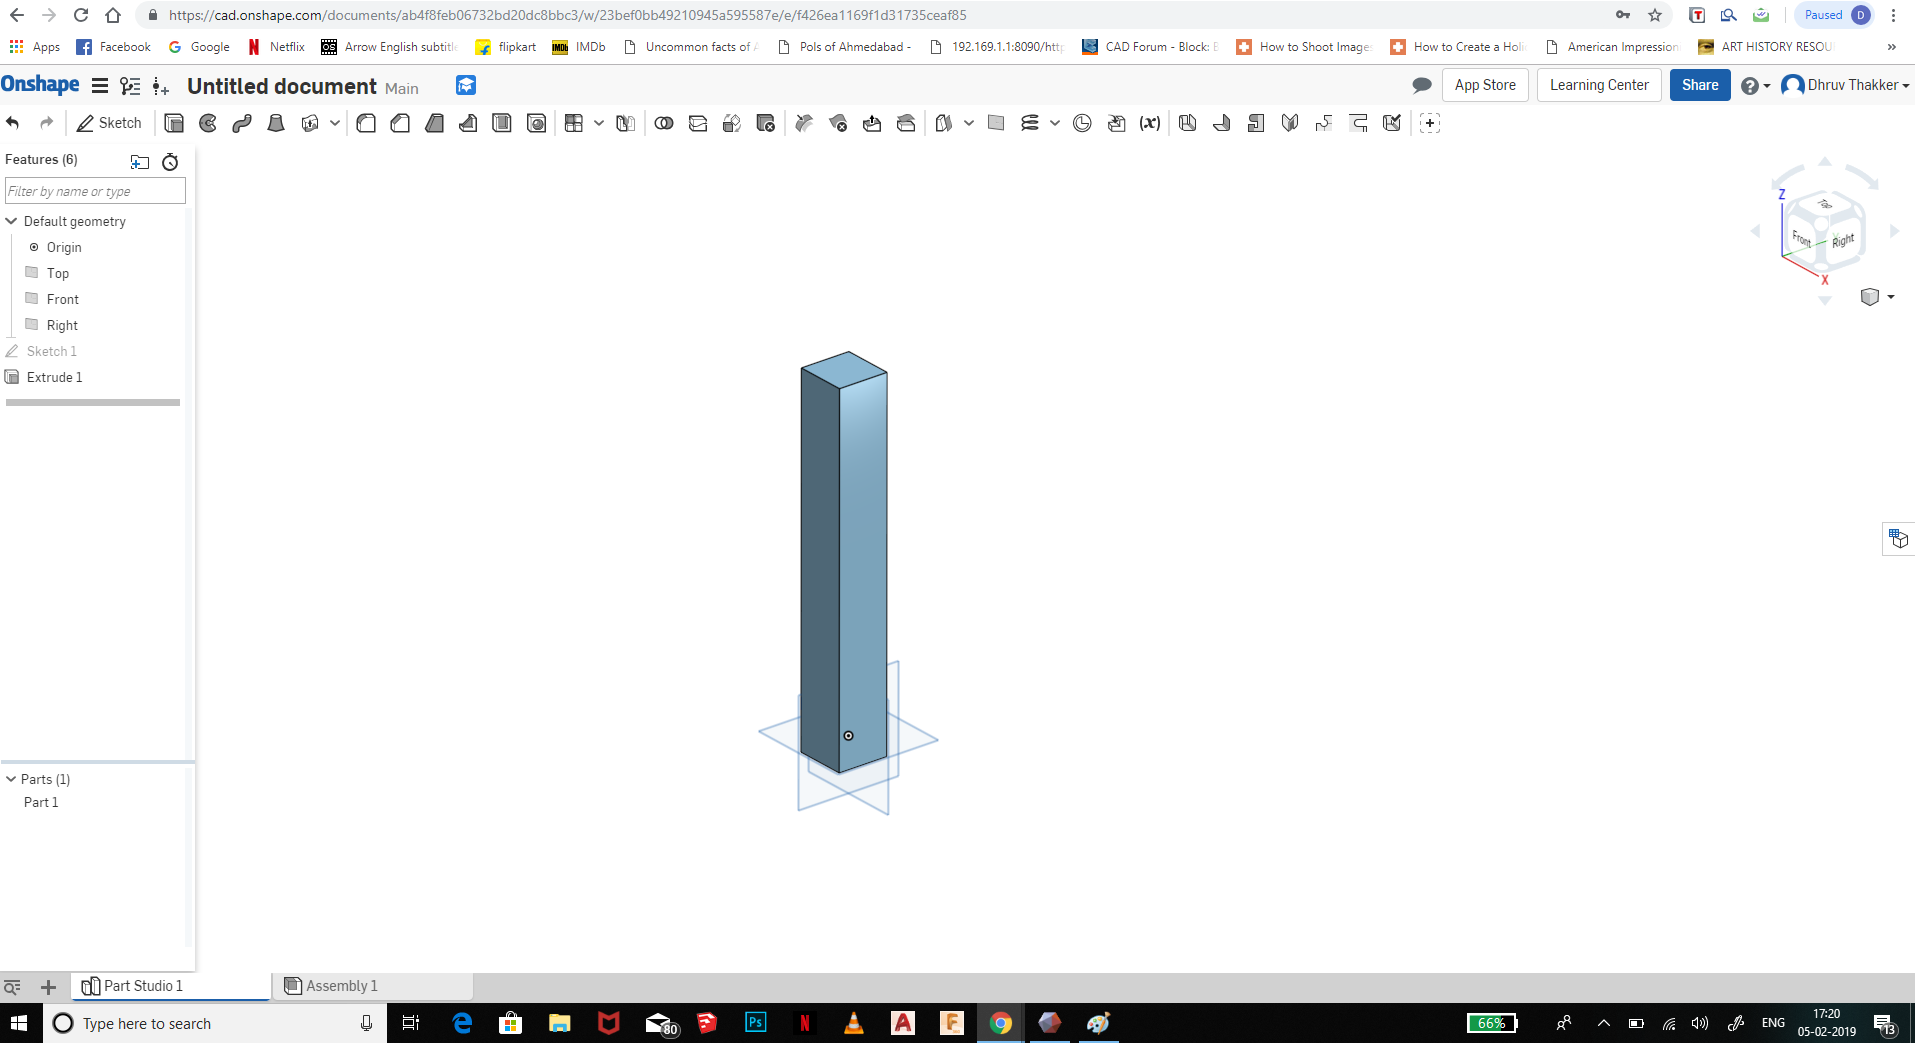 https://cad.onshape.com/documents/ab4f8feb06732bd20dc8bbc3/w/23bef0bb49210945a595587e/e/f426ea1169f1d31735ceaf85
Paused D
Apps Facebook Google Netflix Arrow English subtitle flipkart IMDb Uncommon facts of A Pols of Ahmedabad - 192.169.1.1:8090/http CAD Forum - Block: B How to Shoot Image How to Create a Holi American Impression ART HISTORY RESOU »
Onshape Untitled document Main App Store Learning Center Share Dhruv Thakker
Sketch (x)
Features (6)
Filter by name or type
Default geometry
Origin
Top
Front
Right
Sketch 1
Extrude 1
Z
Top
Front Right
X
Parts (1)
Part 1
Part Studio 1 Assembly 1
Type here to search 80 Ps 66% ENG 17:20
05-02-2019 13